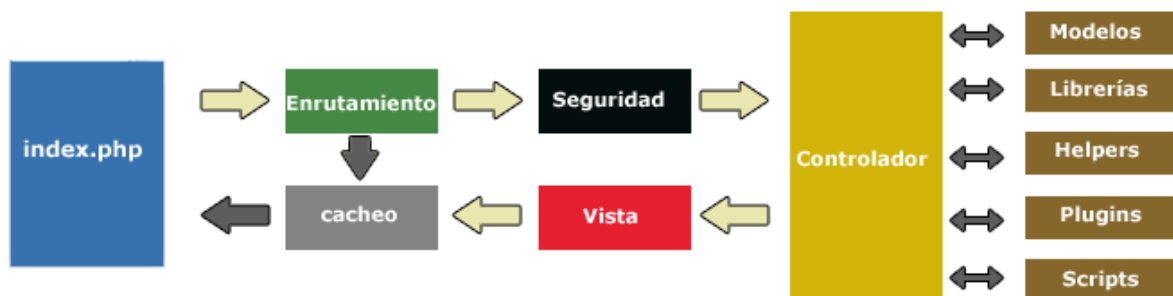 index.php
Enrutamiento
Seguridad
Controlador
cacheo
Vista
Modelos
Librerías
Helpers
Plugins
Scripts